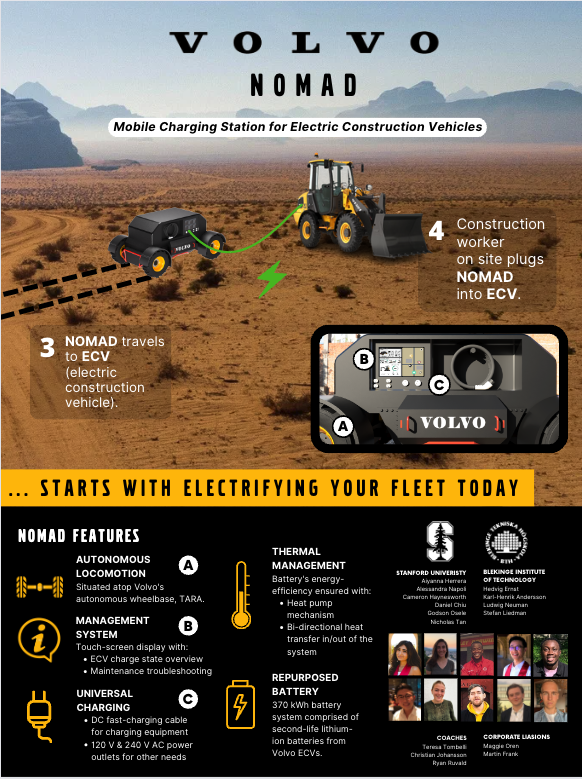 VOLVO
NOMAD
Mobile Charging Station for Electric Construction Vehicles
4
Construction
worker
on site plugs
NOMAD
into ECV.
VOLVO
3
NOMAD travels
to ECV
(electric
construction
vehicle).
B
C
A
VOLVO
... STARTS WITH ELECTRIFYING YOUR FLEET TODAY
NOMAD FEATURES
AUTONOMOUS
LOCOMOTION
A
Situated atop Volvo's
autonomous wheelbase, TARA.
MANAGEMENT
SYSTEM
B
Touch-screen display with:
• ECV charge state overview
• Maintenance troubleshooting
UNIVERSAL
CHARGING
C
• DC fast-charging cable
for charging equipment
• 120 V & 240 V AC power
outlets for other needs
THERMAL
MANAGEMENT
Battery's energy-
efficiency ensured with:
• Heat pump
mechanism
• Bi-directional heat
transfer in/out of the
system
REPURPOSED
BATTERY
370 kWh battery
system comprised of
second-life lithium-
ion batteries from
Volvo ECVs.
S
BLEKINGE TEKNISKA HÖGSKOLA
BTH
STANFORD UNIVERISTY
Aiyanna Herrera
Alessandra Napoli
Cameron Haynesworth
Daniel Chiu
Godson Osele
Nicholas Tan
BLEKINGE INSTITUTE
OF TECHNOLOGY
Hedvig Ernst
Karl-Henrik Andersson
Ludwig Neuman
Stefan Liedman
COACHES
Teresa Tombelli
Christian Johansson
Ryan Ruvald
CORPORATE LIASIONS
Maggie Oren
Martin Frank